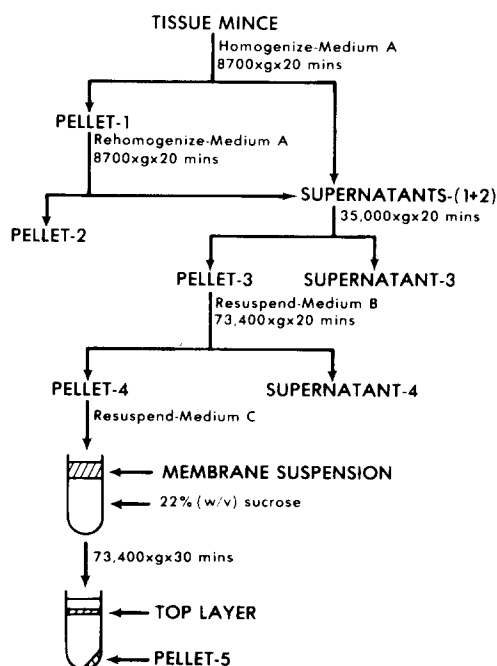 TISSUE MINCE
Homogenize-Medium A
8700xgx20 mins
PELLET-1
Rehomogenize-Medium A
8700xgx20 mins
SUPERNATANTS-(1+2)
35,000xgx20 mins
PELLET-2
PELLET-3
SUPERNATANT-3
Resuspend-Medium B
73,400xgx20 mins
PELLET-4
SUPERNATANT-4
Resuspend-Medium C
MEMBRANE SUSPENSION
22% (w/v) sucrose
73,400xgx30 mins
TOP LAYER
PELLET-5